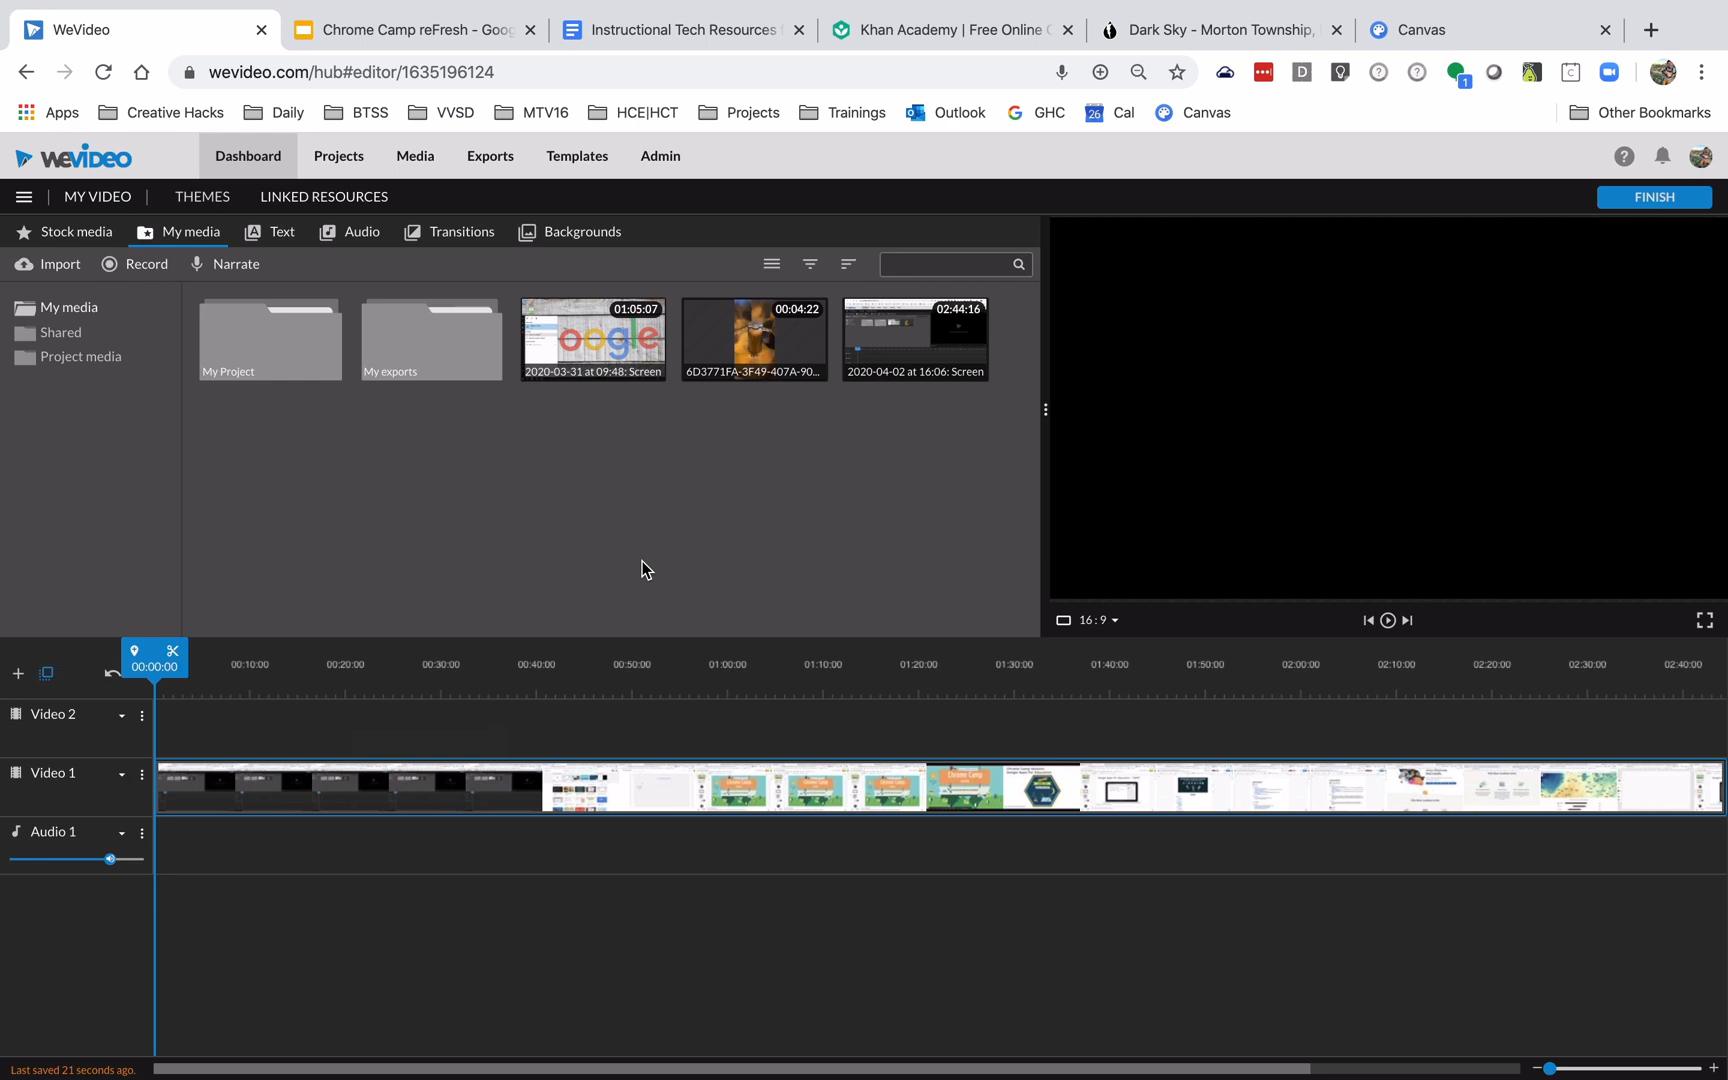 WeVideo
Chrome Camp reFresh - Goog
Instructional Tech Resources f
Khan Academy | Free Online C
Dark Sky - Morton Township,
Canvas
wevideo.com/hub#editor/1635196124
D
C
1
Apps
Creative Hacks
Daily
BTSS
VVSD
MTV16
HCE|HCT
Projects
Trainings
Outlook
GHC
26
Cal
Canvas
Other Bookmarks
WEVIDEO
Dashboard
Projects
Media
Exports
Templates
Admin
MY VIDEO
THEMES
LINKED RESOURCES
FINISH
Stock media
My media
Text
Audio
Transitions
Backgrounds
Import
Record
Narrate
My media
Shared
Project media
My Project
My exports
01:05:07
oogle
2020-03-31 at 09:48: Screen
00:04:22
6D3771FA-3F49-407A-90...
02:44:16
2020-04-02 at 16:06: Screen
16:9
00:00:00
00:10:00
00:20:00
00:30:00
00:40:00
00:50:00
01:00:00
01:10:00
01:20:00
01:30:00
01:40:00
01:50:00
02:00:00
02:10:00
02:20:00
02:30:00
02:40:00
Video 2
Video 1
Audio 1
Last saved 21 seconds ago.